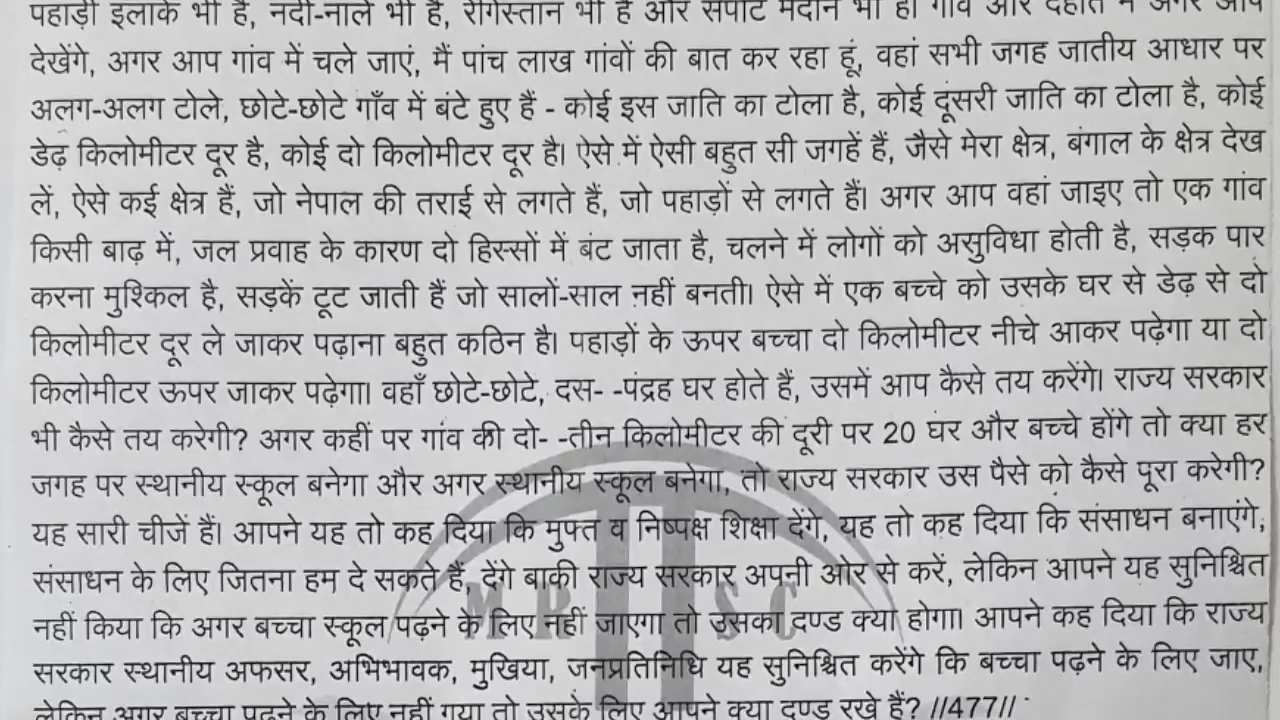 पहाड़ी इलाके भी हैं, नदी-नाले भी हैं, रेगिस्तान भी है और सपाट मैदान भी है। गांव और देहात में अगर आप
देखेंगे, अगर आप गांव में चले जाएं, मैं पांच लाख गांवों की बात कर रहा हूं, वहां सभी जगह जातीय आधार पर
अलग-अलग टोले, छोटे-छोटे गाँव में बंटे हुए हैं - कोई इस जाति का टोला है, कोई दूसरी जाति का टोला है, कोई
डेढ़ किलोमीटर दूर है, कोई दो किलोमीटर दूर है। ऐसे में ऐसी बहुत सी जगहें हैं, जैसे मेरा क्षेत्र, बंगाल के क्षेत्र देख
लें, ऐसे कई क्षेत्र हैं, जो नेपाल की तराई से लगते हैं, जो पहाड़ों से लगते हैं। अगर आप वहां जाइए तो एक गांव
किसी बाढ़ में, जल प्रवाह के कारण दो हिस्सों में बंट जाता है, चलने में लोगों को असुविधा होती है, सड़क पार
करना मुश्किल है, सड़कें टूट जाती हैं जो सालों-साल नहीं बनती। ऐसे में एक बच्चे को उसके घर से डेढ़ से दो
किलोमीटर दूर ले जाकर पढ़ाना बहुत कठिन है। पहाड़ों के ऊपर बच्चा दो किलोमीटर नीचे आकर पढ़ेगा या दो
किलोमीटर ऊपर जाकर पढ़ेगा। वहाँ छोटे-छोटे, दस- -पंद्रह घर होते हैं, उसमें आप कैसे तय करेंगे। राज्य सरकार
भी कैसे तय करेगी? अगर कहीं पर गांव की दो- -तीन किलोमीटर की दूरी पर 20 घर और बच्चे होंगे तो क्या हर
जगह पर स्थानीय स्कूल बनेगा और अगर स्थानीय स्कूल बनेगा, तो राज्य सरकार उस पैसे को कैसे पूरा करेगी?
यह सारी चीजें हैं। आपने यह तो कह दिया कि मुफ्त व निष्पक्ष शिक्षा देंगे, यह तो कह दिया कि संसाधन बनाएंगे,
संसाधन के लिए जितना हम दे सकते हैं, देंगे बाकी राज्य सरकार अपनी ओर से करें, लेकिन आपने यह सुनिश्चित
नहीं किया कि अगर बच्चा स्कूल पढ़ने के लिए नहीं जाएगा तो उसका दण्ड क्या होगा। आपने कह दिया कि राज्य
सरकार स्थानीय अफसर, अभिभावक, मुखिया, जनप्रतिनिधि यह सुनिश्चित करेंगे कि बच्चा पढ़ने के लिए जाए,
लेकिन अगर बच्चा पढ़ने के लिए नहीं गया तो उसके लिए आपने क्या दण्ड रखे हैं? //477//